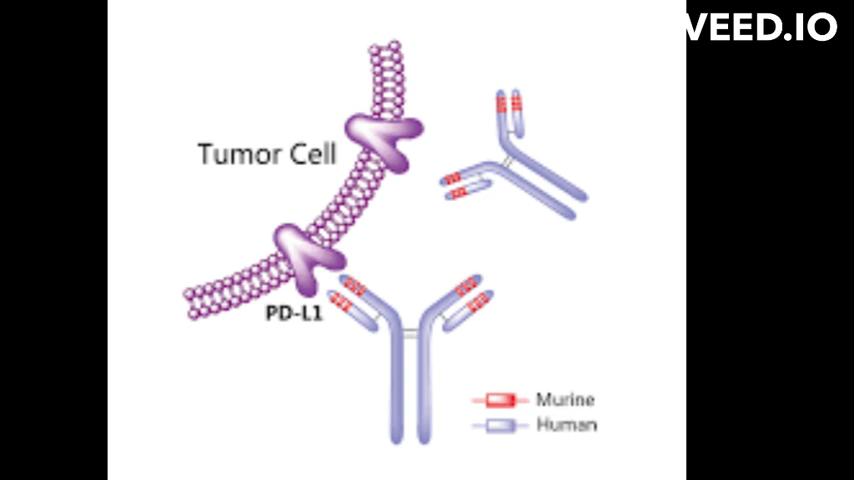 VEED.IO
Tumor Cell
PD-L1
Murine
Human